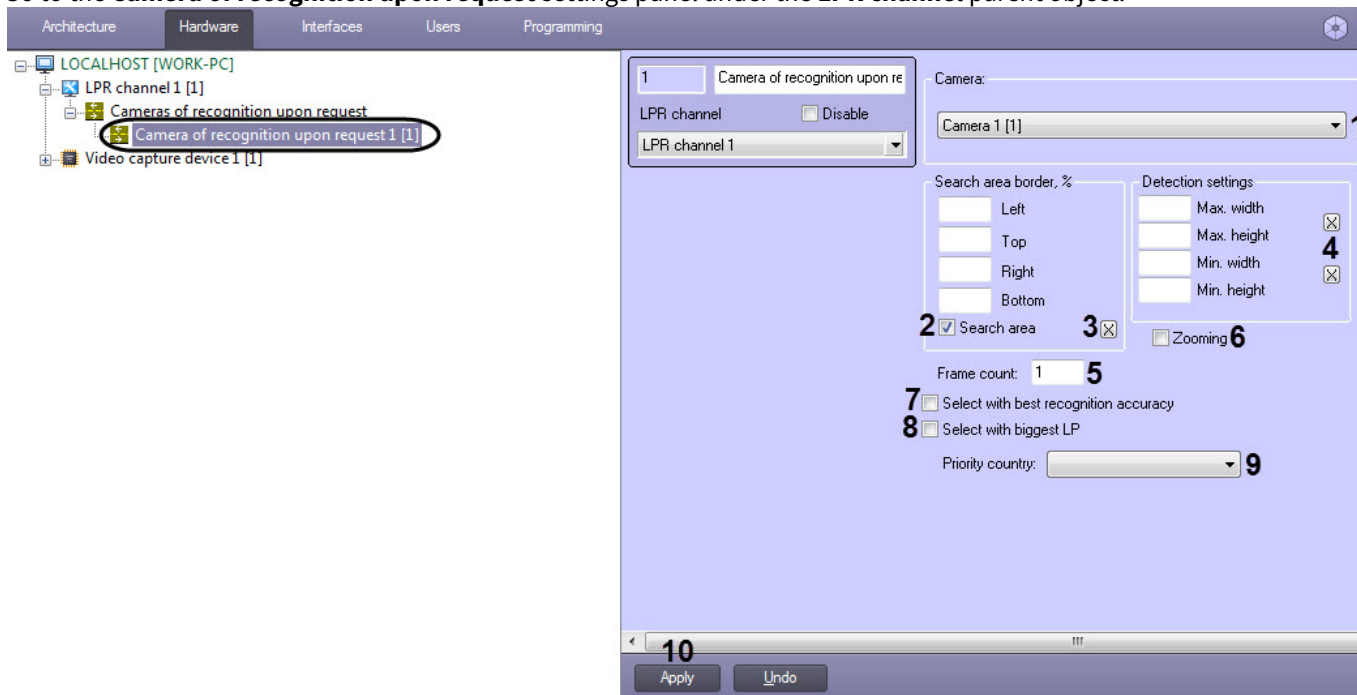 Go to the Camera of recognition upon request settings panel under the LPR channel parent object.
Architecture Hardware Interfaces Users Programming
LOCALHOST [WORK-PC]
LPR channel 1 [1]
Cameras of recognition upon request
Camera of recognition upon request 1 [1]
Video capture device 1 [1]
1 Camera of recognition upon re
LPR channel Disable
LPR channel 1
Camera:
Camera 1 [1] 1
Search area border, %
Left
Top
Right
Bottom
2 Search area 3
Detection settings
Max. width
Max. height
Min. width
Min. height
4
Zooming 6
Frame count: 1 5
7 Select with best recognition accuracy
8 Select with biggest LP
Priority country: 9
10
Apply Undo